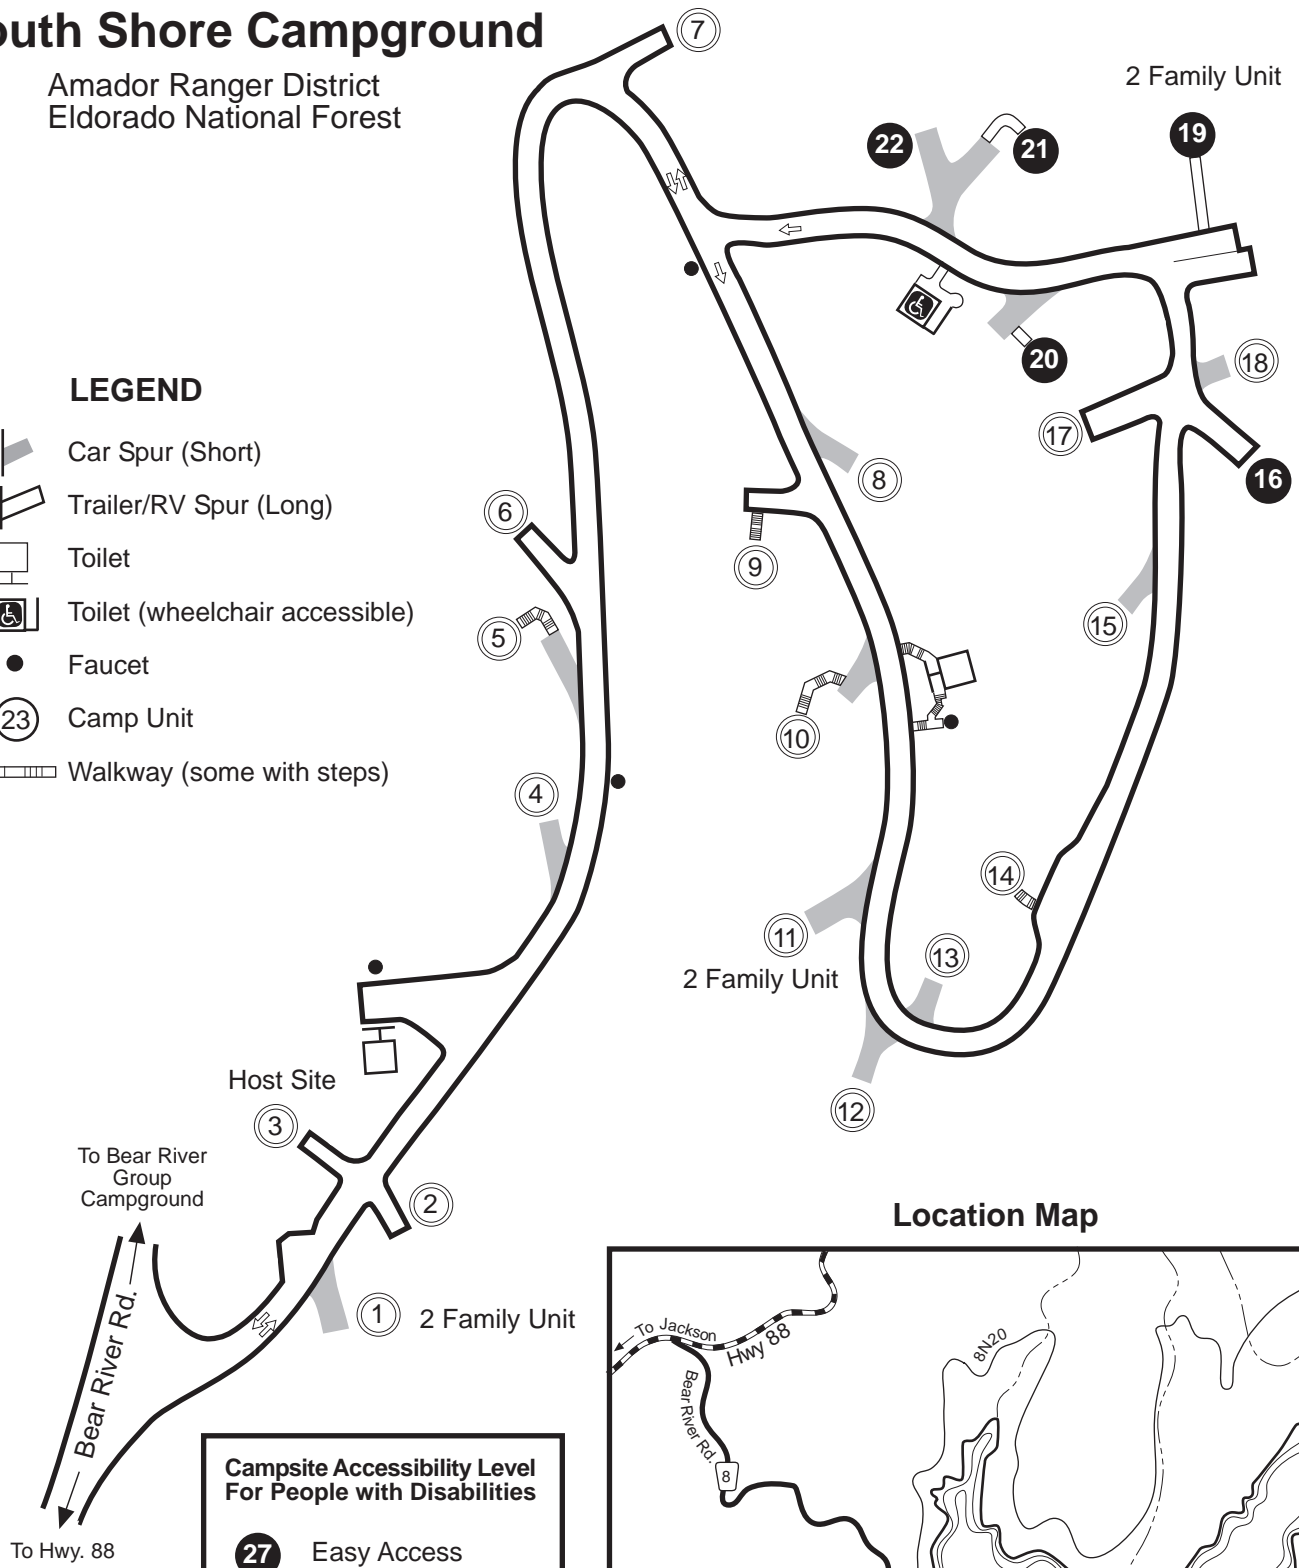 outh Shore Campground
Amador Ranger District
Eldorado National Forest
7
2 Family Unit
19
22
21
20
18
17
16
LEGEND
Car Spur (Short)
Trailer/RV Spur (Long)
Toilet
Toilet (wheelchair accessible)
Faucet
23 Camp Unit
Walkway (some with steps)
8
6
9
5
15
10
4
14
11
2 Family Unit
13
12
Host Site
3
2
To Bear River
Group
Campground
1 2 Family Unit
Bear River Rd.
To Hwy. 88
Campsite Accessibility Level
For People with Disabilities
27 Easy Access
Location Map
To Jackson
Hwy 88
Bear River Rd.
8
8N20